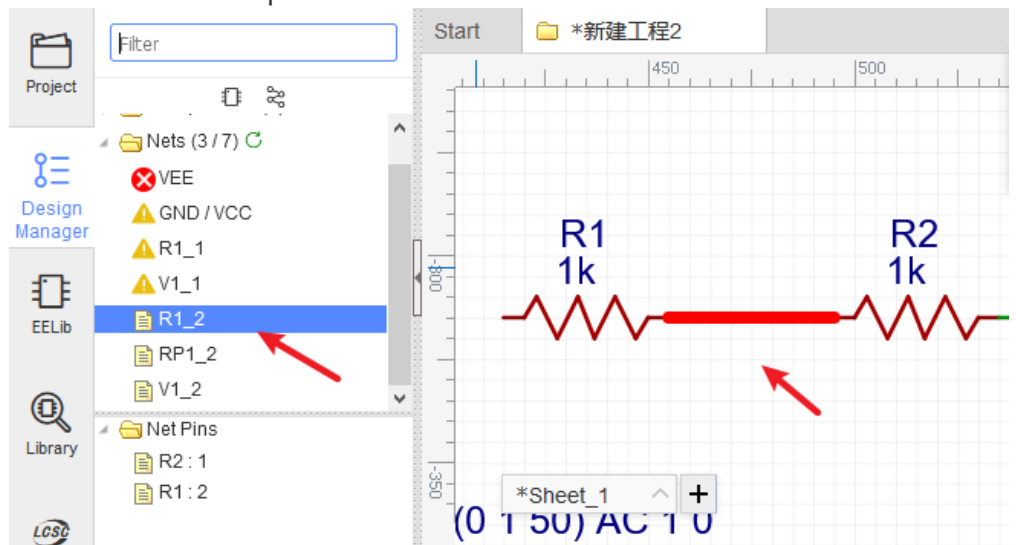 Project
Design
Manager
EELib
Library
LCSC
Filter
Nets (3 / 7)
VEE
GND / VCC
R1_1
V1_1
R1_2
RP1_2
V1_2
Net Pins
R2 : 1
R1 : 2
Start
*新建工程2
450
500
-300
-350
R1
1k
R2
1k
*Sheet_1
+
(0 1 50) AC 1 0